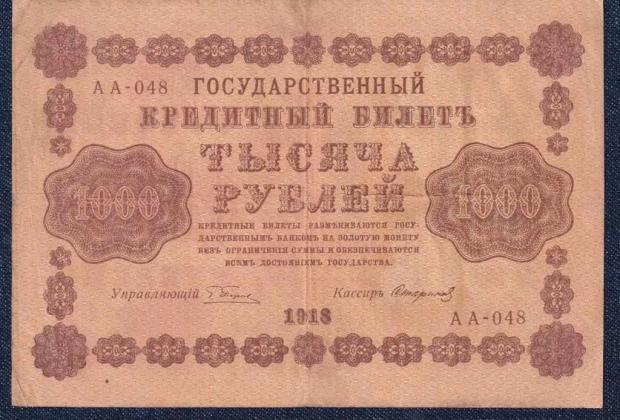 АА-048
ГОСУДАРСТВЕННЫЙ
КРЕДИТНЫЙ БИЛЕТЪ
ТЫСЯЧА
РУБЛЕЙ
1000
1000
КРЕДИТНЫЕ БИЛЕТЫ РАЗМѢНИВАЮТСЯ ГОСУ-
ДАРСТВЕННЫМЪ БАНКОМЪ НА ЗОЛОТУЮ МОНЕТУ
БЕЗЪ ОГРАНИЧЕНІЯ СУММЫ И ОБЕЗПЕЧИВАЮТСЯ
ВСѢМЪ ДОСТОЯНІЕМЪ ГОСУДАРСТВА.
Управляющій
Кассиръ
1918
АА-048